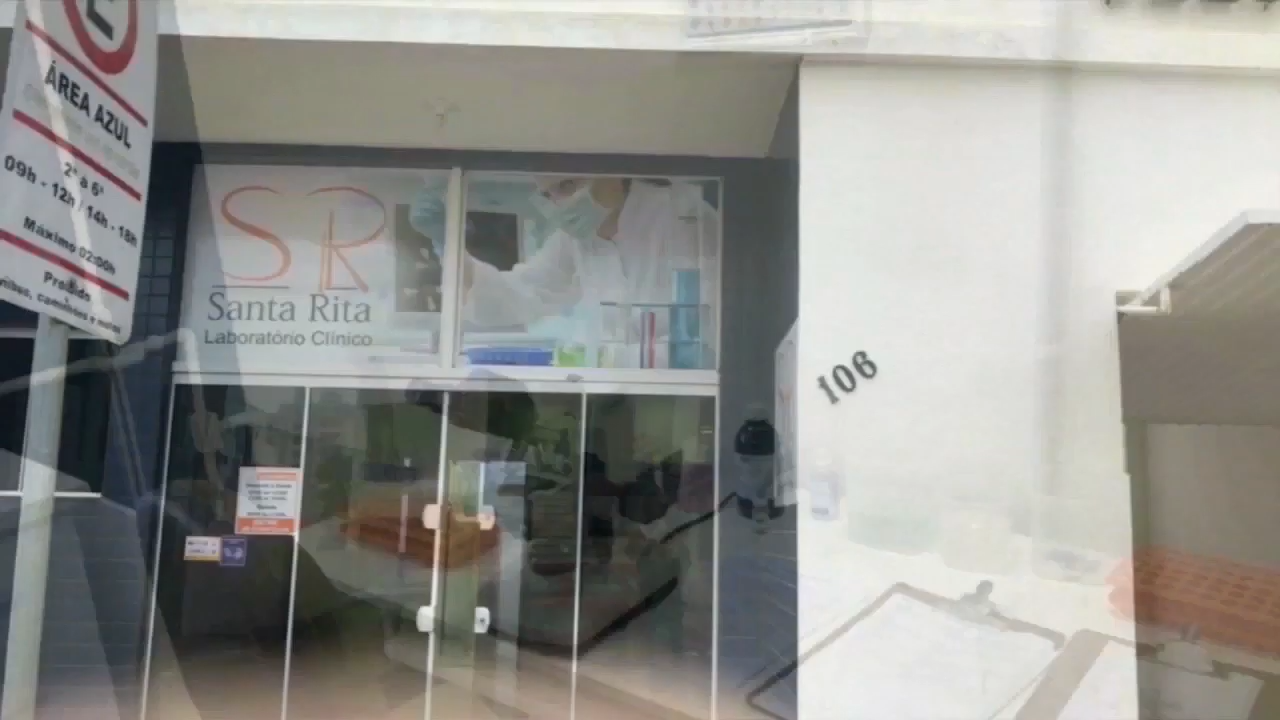 ÁREA AZUL
2ª à 6ª
09h - 12h / 14h - 18h
Máximo 02:00h
Proibido
SR
Santa Rita
Laboratório Clínico
106